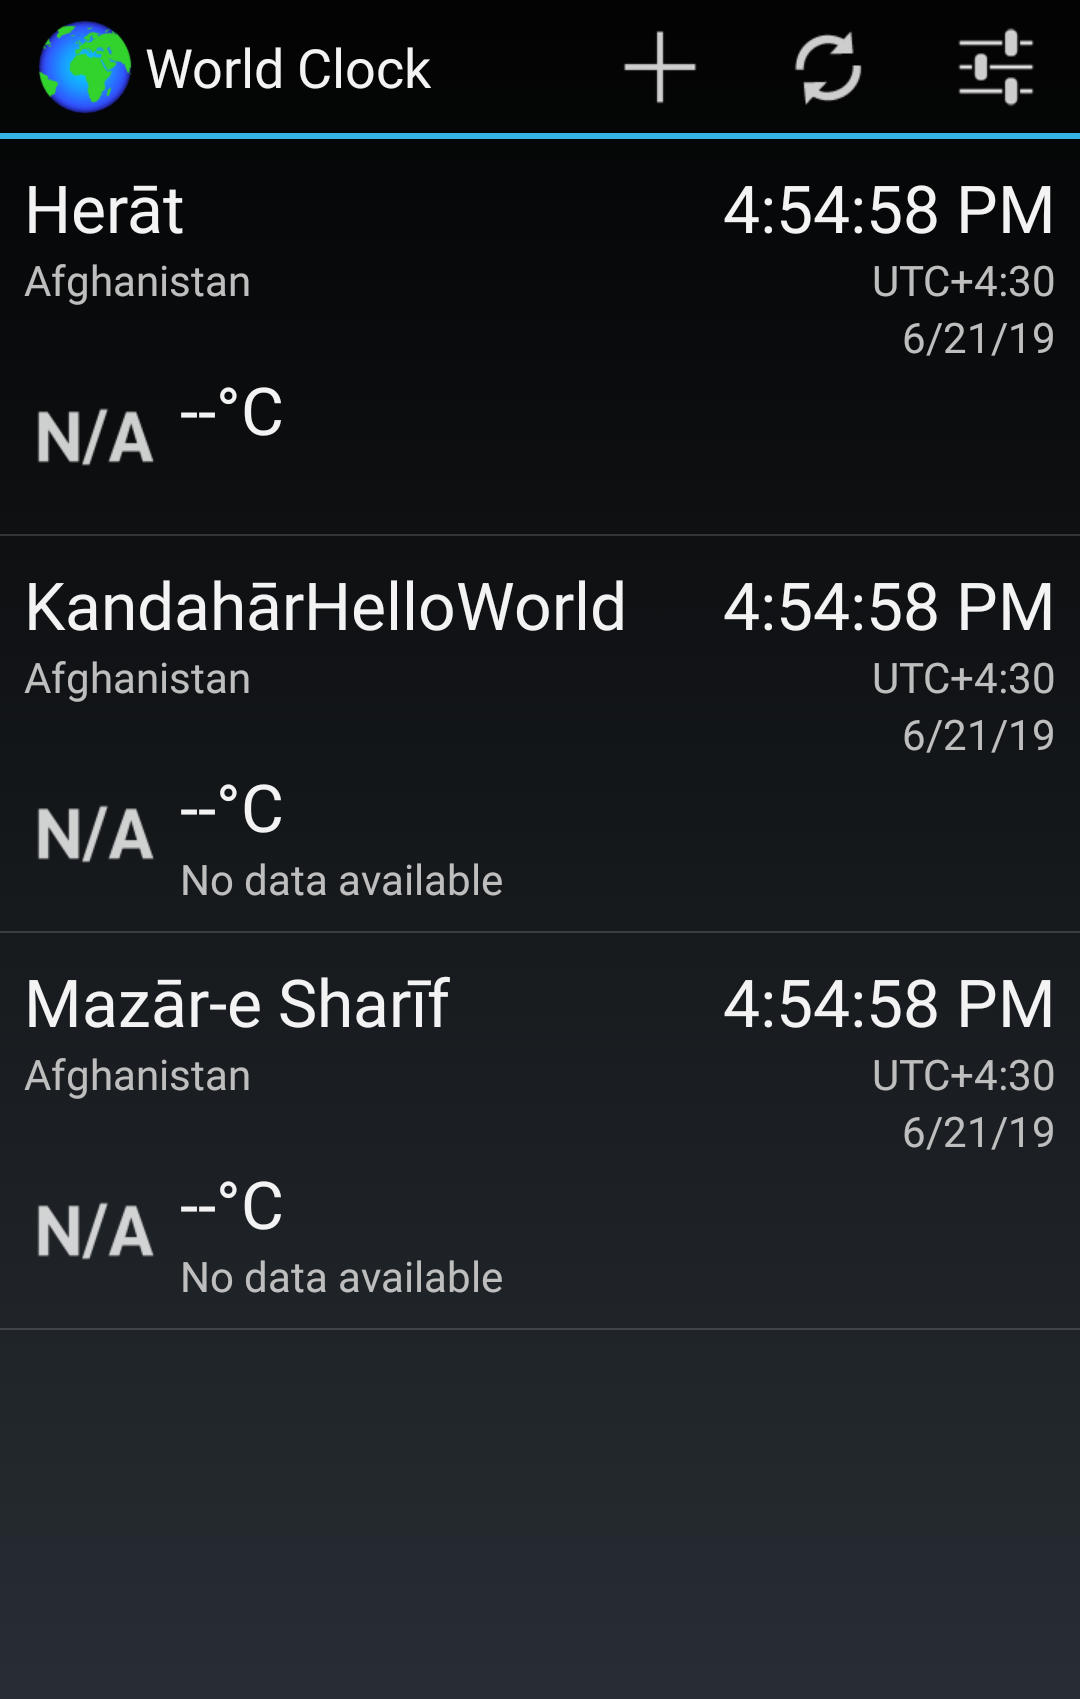 World Clock
Herāt 4:54:58 PM
Afghanistan UTC+4:30
6/21/19
N/A --°C
KandahārHelloWorld 4:54:58 PM
Afghanistan UTC+4:30
6/21/19
N/A --°C
No data available
Mazār-e Sharīf 4:54:58 PM
Afghanistan UTC+4:30
6/21/19
N/A --°C
No data available